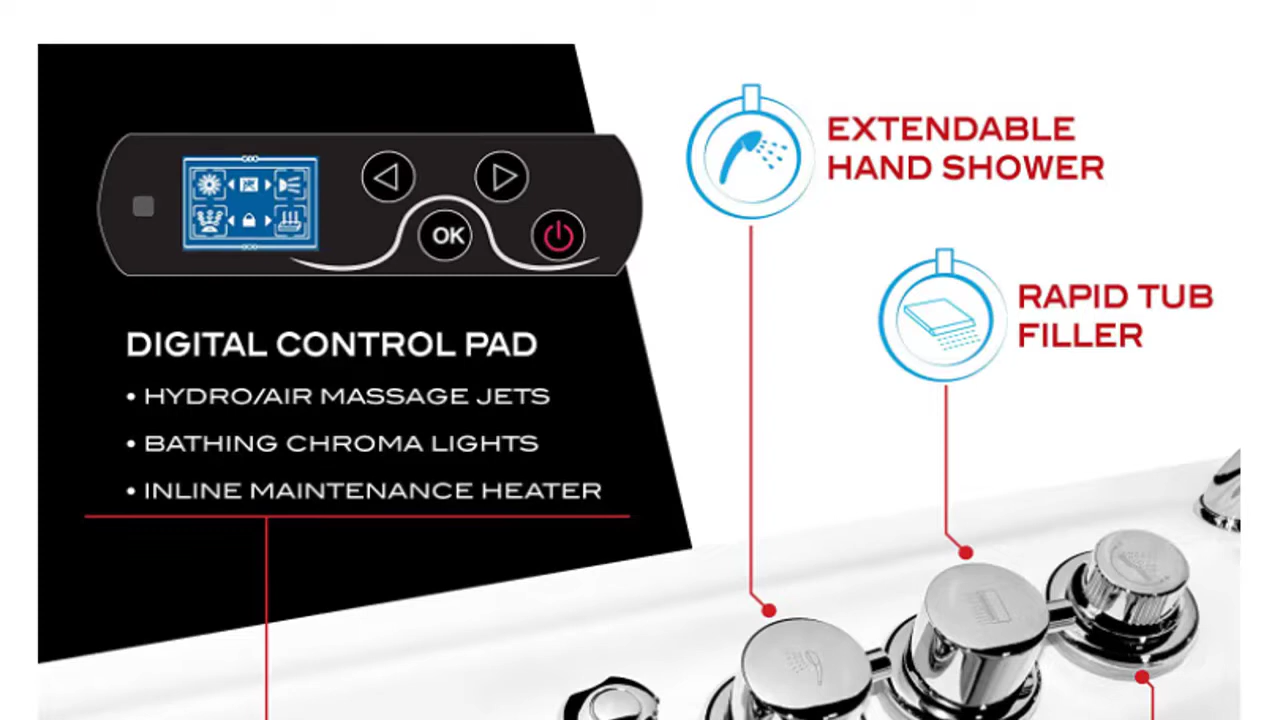 OK
DIGITAL CONTROL PAD
• HYDRO/AIR MASSAGE JETS
• BATHING CHROMA LIGHTS
• INLINE MAINTENANCE HEATER
EXTENDABLE
HAND SHOWER
RAPID TUB
FILLER